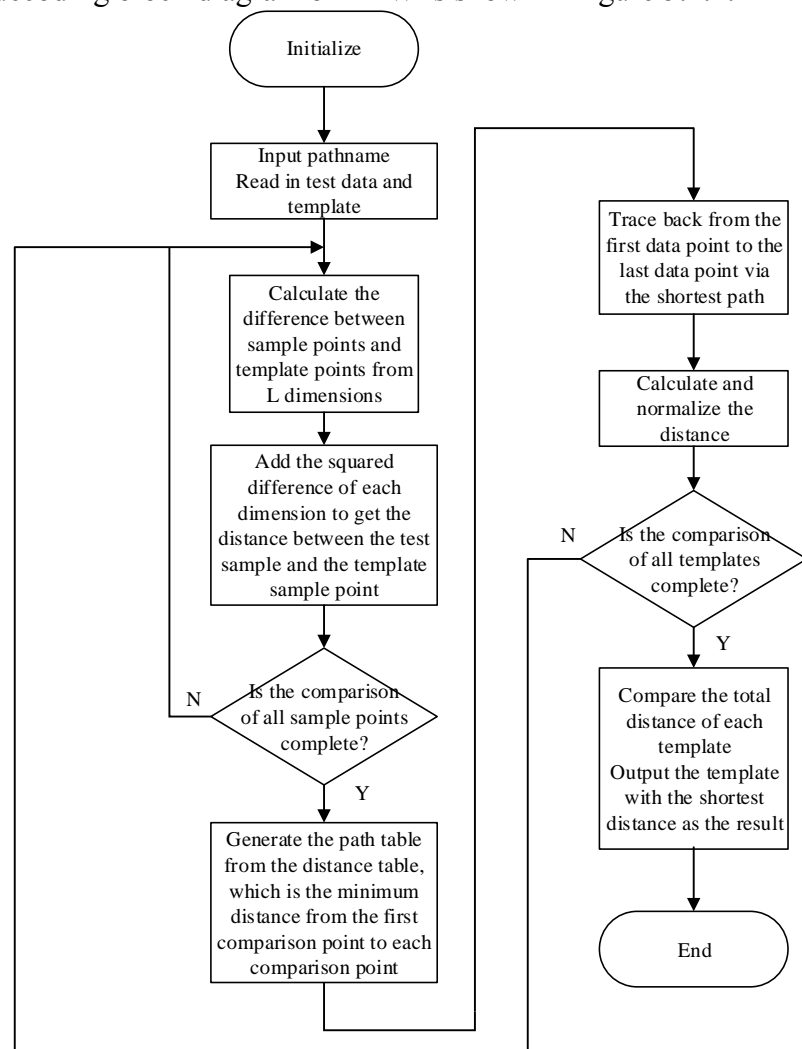 Initialize
Input pathname
Read in test data and
template
Calculate the
difference between
sample points and
template points from
L dimensions
Add the squared
difference of each
dimension to get the
distance between the
test sample and the template
sample point
N
Is the comparison
of all sample points
complete?
Y
Generate the path table
from the distance table,
which is the minimum
distance from the first
comparison point to each
comparison point
Trace back from the
first data point to the
last data point via
the shortest path
Calculate and
normalize the
distance
N
Is the comparison
of all templates
complete?
Y
Compare the total
distance of each
template
Output the template
with the shortest
distance as the result
End